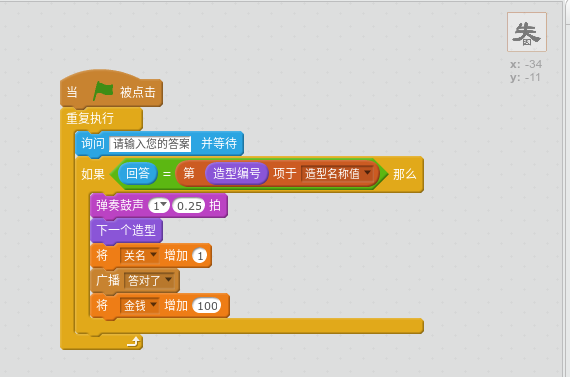 失
图
x: -34
y: -11
当 被点击
重复执行
询问 请输入您的答案 并等待
如果 回答 = 第 造型编号 项于 造型名称值 那么
弹奏鼓声 1 0.25 拍
下一个造型
将 关名 增加 1
广播 答对了
将 金钱 增加 100